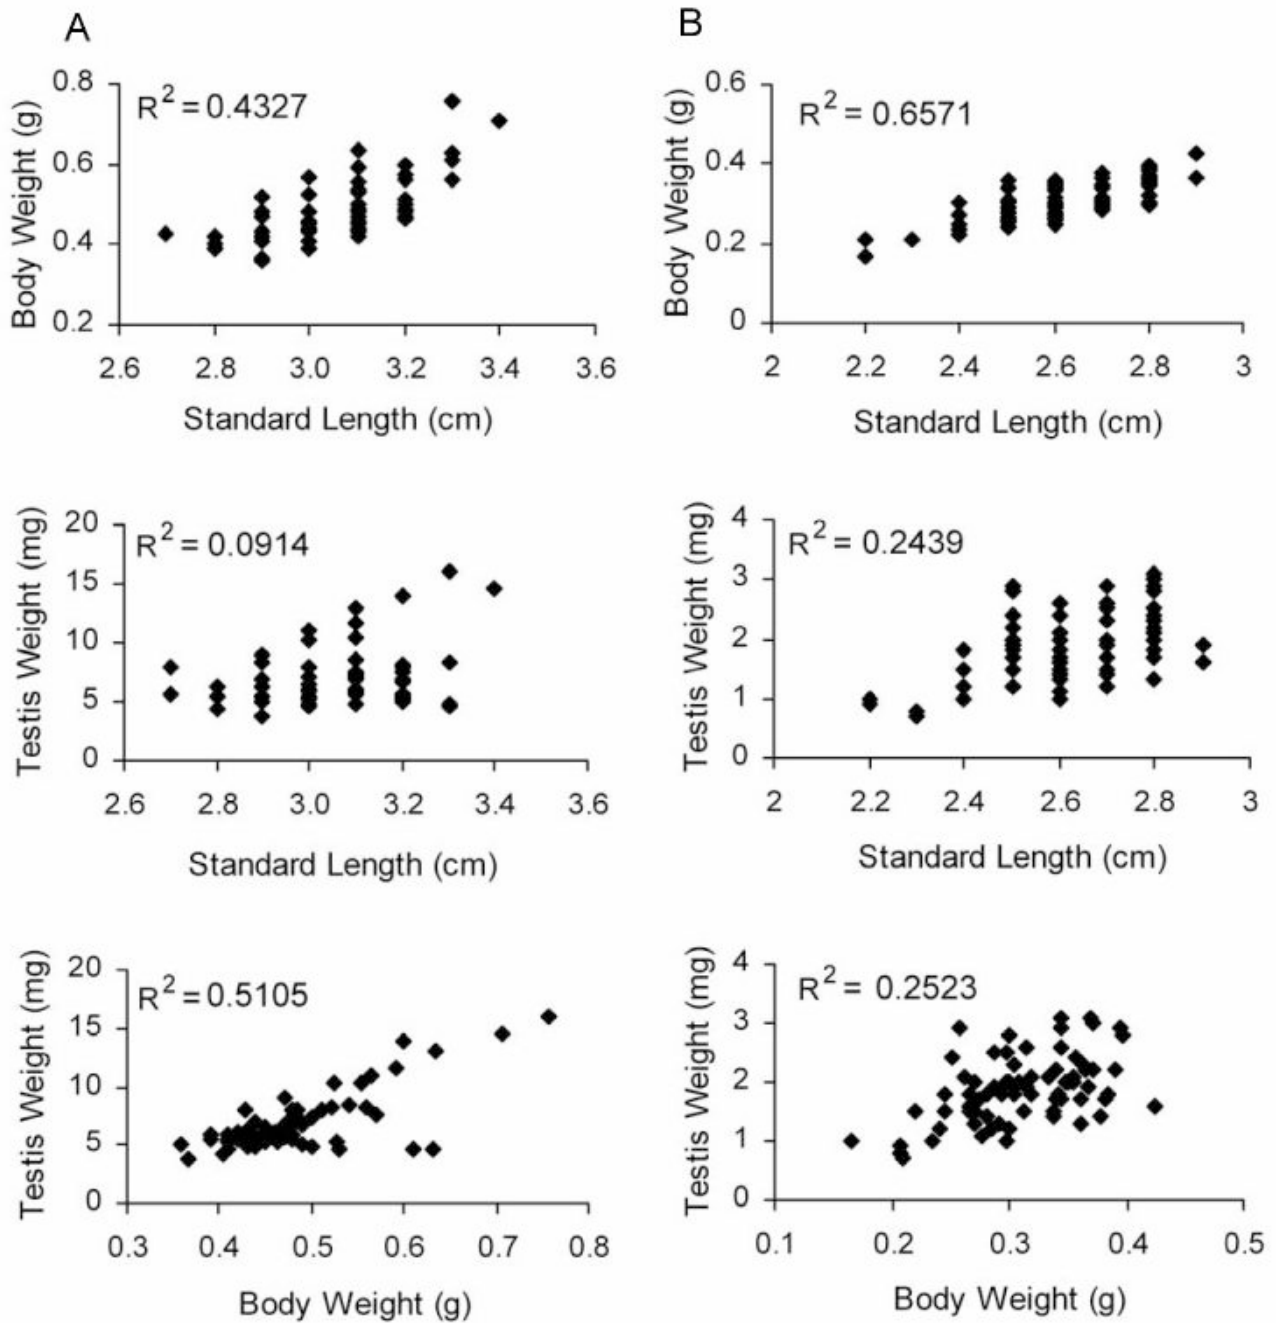 A
B
R² = 0.4327
Body Weight (g)
0.8
0.6
0.4
0.2
2.6 2.8 3.0 3.2 3.4 3.6
Standard Length (cm)
R² = 0.6571
Body Weight (g)
0.6
0.4
0.2
0
2 2.2 2.4 2.6 2.8 3
Standard Length (cm)
R² = 0.0914
Testis Weight (mg)
20
15
10
5
0
2.6 2.8 3.0 3.2 3.4 3.6
Standard Length (cm)
R² = 0.2439
Testis Weight (mg)
4
3
2
1
0
2 2.2 2.4 2.6 2.8 3
Standard Length (cm)
R² = 0.5105
Testis Weight (mg)
20
15
10
5
0
0.3 0.4 0.5 0.6 0.7 0.8
Body Weight (g)
R² = 0.2523
Testis Weight (mg)
4
3
2
1
0
0.1 0.2 0.3 0.4 0.5
Body Weight (g)